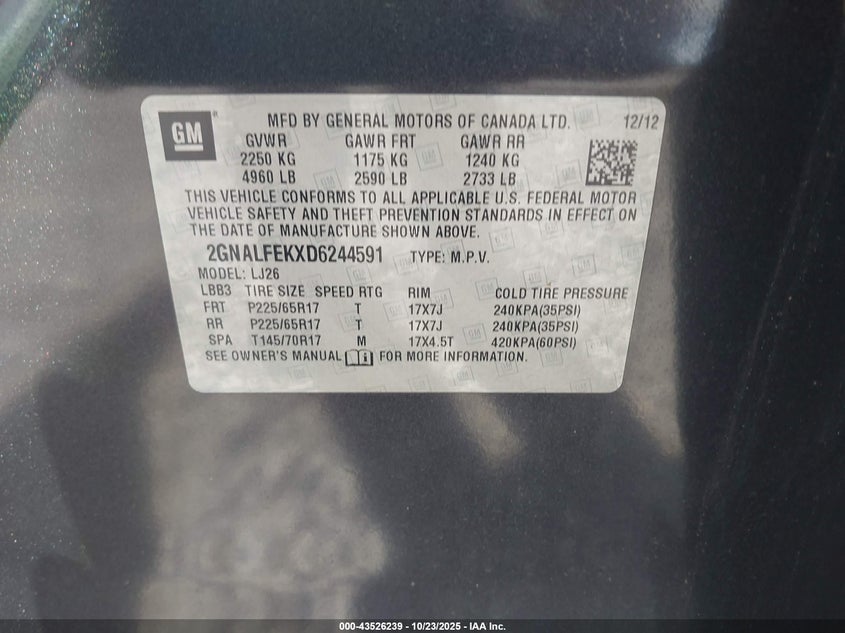 GM ® MFD BY GENERAL MOTORS OF CANADA LTD. 12/12
GVWR GAWR FRT GAWR RR
2250 KG 1175 KG 1240 KG
4960 LB 2590 LB 2733 LB
THIS VEHICLE CONFORMS TO ALL APPLICABLE U.S. FEDERAL MOTOR
VEHICLE SAFETY AND THEFT PREVENTION STANDARDS IN EFFECT ON
THE DATE OF MANUFACTURE SHOWN ABOVE.
2GNALFEKXD6244591 TYPE: M.P.V.
MODEL: LJ26
LBB3 TIRE SIZE SPEED RTG RIM COLD TIRE PRESSURE
FRT P225/65R17 T 17X7J 240KPA(35PSI)
RR P225/65R17 T 17X7J 240KPA(35PSI)
SPA T145/70R17 M 17X4.5T 420KPA(60PSI)
SEE OWNER'S MANUAL FOR MORE INFORMATION.
000-43526239 - 10/23/2025 - IAA Inc.